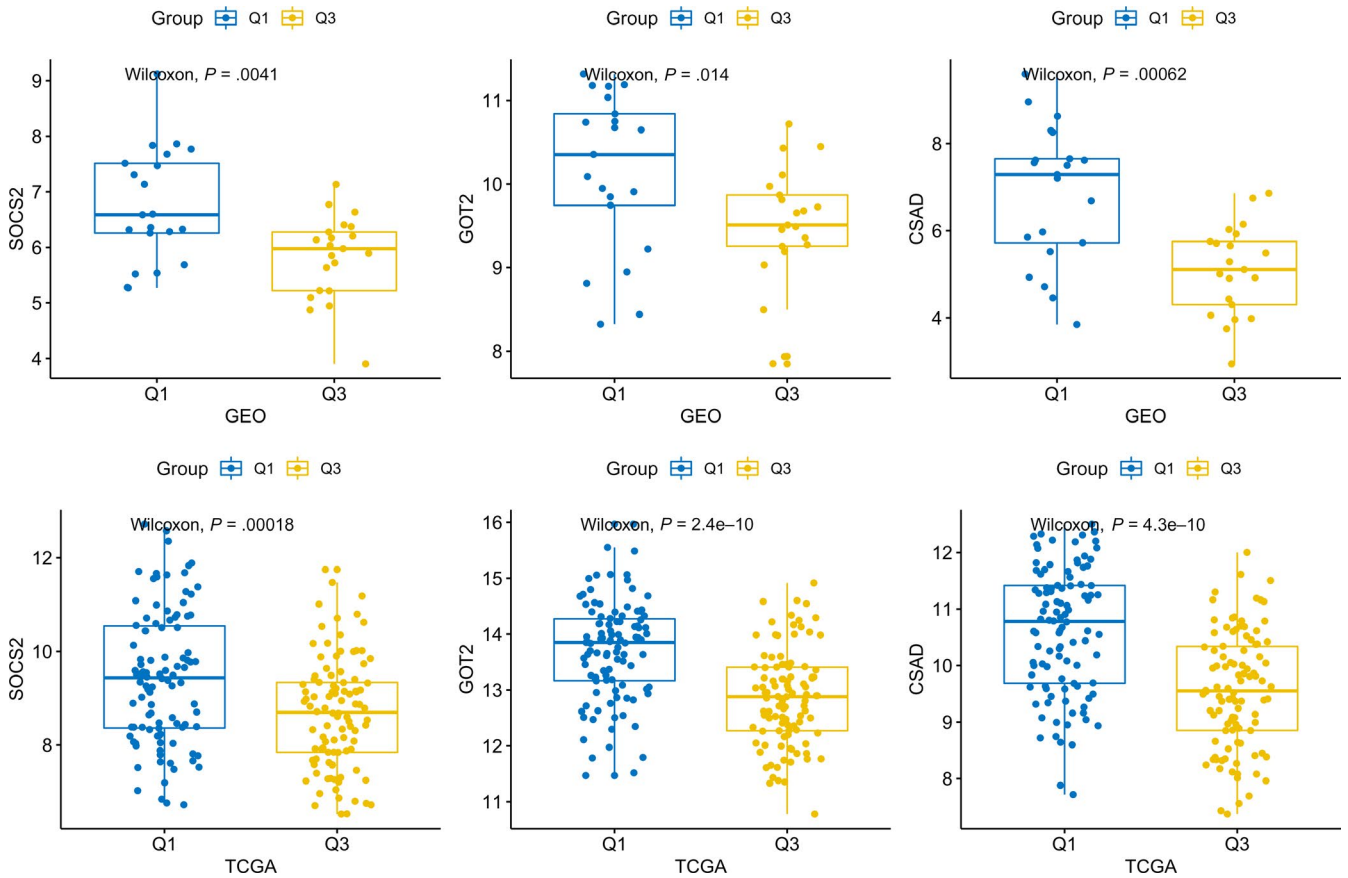 Group Q1 Q3
Wilcoxon, P = .0041
SOCS2
9
8
7
6
5
4
Q1 Q3
GEO
Group Q1 Q3
Wilcoxon, P = .014
GOT2
11
10
9
8
Q1 Q3
GEO
Group Q1 Q3
Wilcoxon, P = .00062
CSAD
8
6
4
Q1 Q3
GEO
Group Q1 Q3
Wilcoxon, P = .00018
SOCS2
12
10
8
Q1 Q3
TCGA
Group Q1 Q3
Wilcoxon, P = 2.4e–10
GOT2
16
15
14
13
12
11
Q1 Q3
TCGA
Group Q1 Q3
Wilcoxon, P = 4.3e–10
CSAD
12
11
10
9
8
Q1 Q3
TCGA